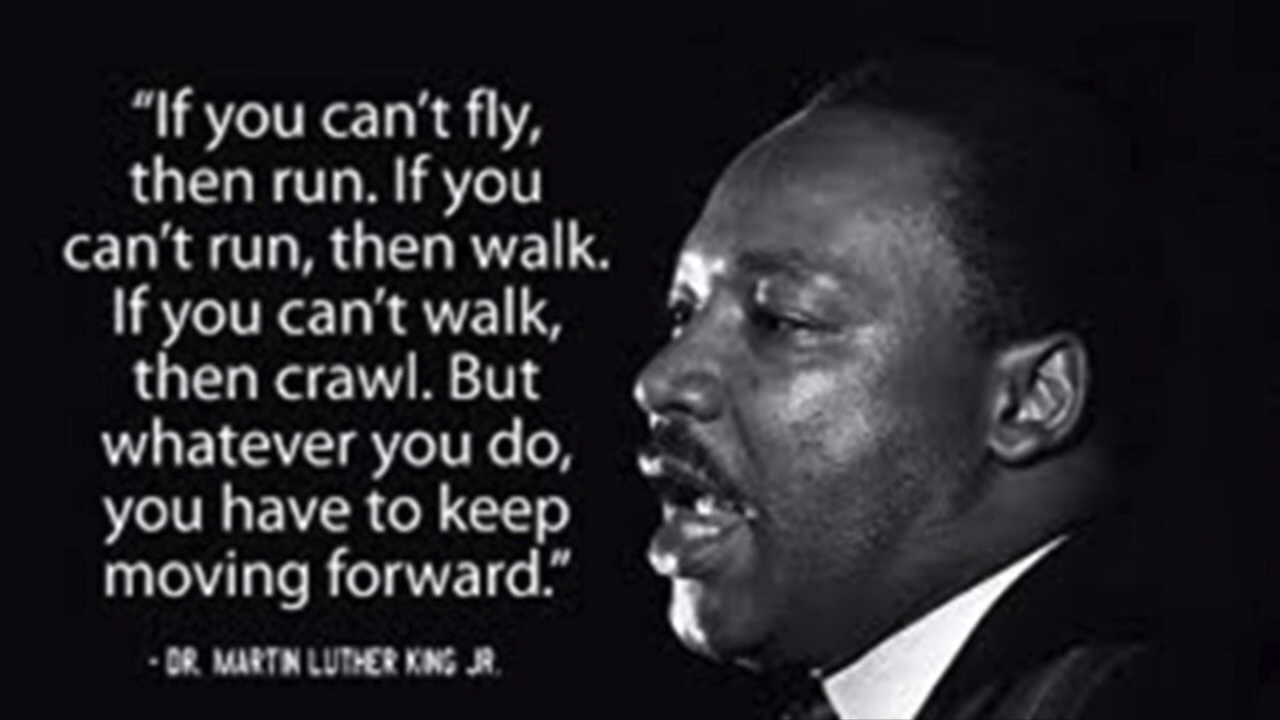 “If you can’t fly,
then run. If you
can’t run, then walk.
If you can’t walk,
then crawl. But
whatever you do,
you have to keep
moving forward.”
- DR. MARTIN LUTHER KING JR.